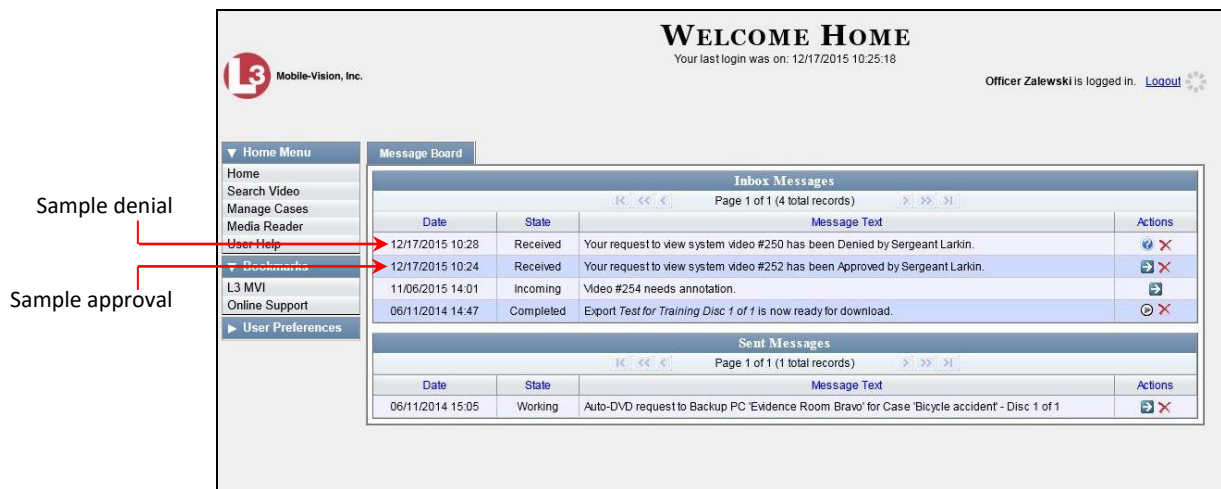 WELCOME HOME
Your last login was on: 12/17/2015 10:25:18
L3 Mobile-Vision, Inc.
Officer Zalewski is logged in. Logout
▼ Home Menu
Home
Search Video
Manage Cases
Media Reader
User Help
▼ Bookmarks
L3 MVI
Online Support
► User Preferences
Sample denial
Sample approval
Message Board
Inbox Messages
Page 1 of 1 (4 total records)
Date State Message Text Actions
12/17/2015 10:28 Received Your request to view system video #250 has been Denied by Sergeant Larkin.
12/17/2015 10:24 Received Your request to view system video #252 has been Approved by Sergeant Larkin.
11/06/2015 14:01 Incoming Video #254 needs annotation.
06/11/2014 14:47 Completed Export Test for Training Disc 1 of 1 is now ready for download.
Sent Messages
Page 1 of 1 (1 total records)
Date State Message Text Actions
06/11/2014 15:05 Working Auto-DVD request to Backup PC 'Evidence Room Bravo' for Case 'Bicycle accident' - Disc 1 of 1